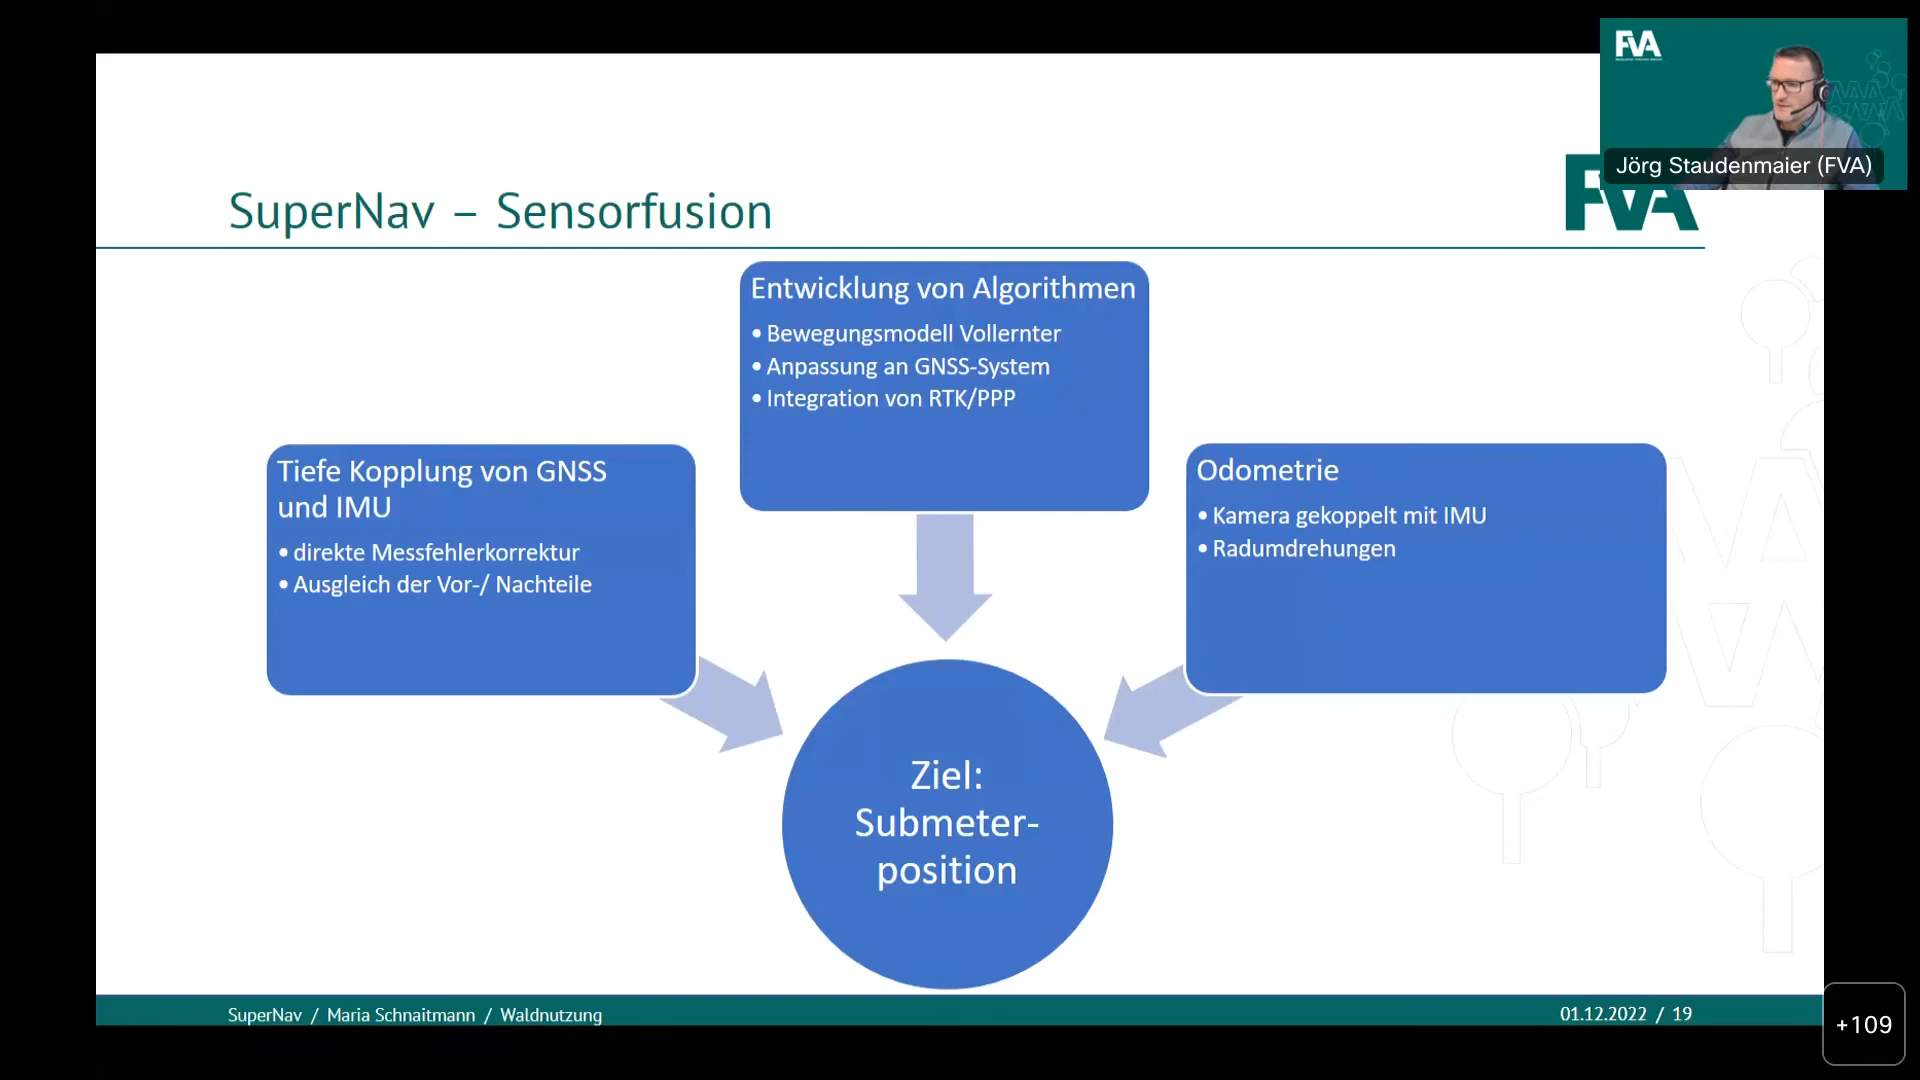 FVA
Jörg Staudenmaier (FVA)
SuperNav – Sensorfusion
FVA
Entwicklung von Algorithmen
• Bewegungsmodell Vollernter
• Anpassung an GNSS-System
• Integration von RTK/PPP
Tiefe Kopplung von GNSS
und IMU
• direkte Messfehlerkorrektur
• Ausgleich der Vor-/ Nachteile
Odometrie
• Kamera gekoppelt mit IMU
• Radumdrehungen
Ziel:
Submeter-
position
SuperNav / Maria Schnaitmann / Waldnutzung
01.12.2022 / 19
+109